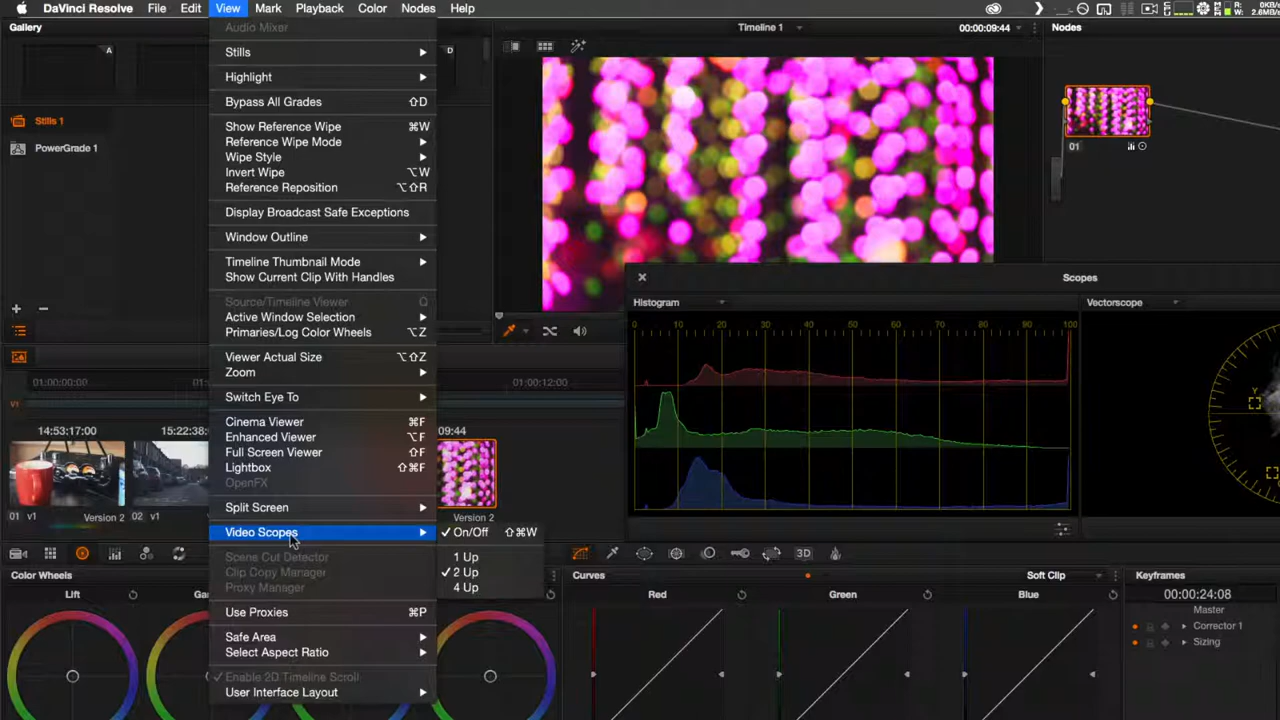 DaVinci Resolve File Edit View Mark Playback Color Nodes Help
0KB/
R:
W: 2.6MB/s
Gallery
A
D
Stills 1
PowerGrade 1
Audio Mixer
Stills
Highlight
Bypass All Grades ⇧D
Show Reference Wipe ⌘W
Reference Wipe Mode
Wipe Style
Invert Wipe ⌥W
Reference Reposition ⌥⇧R
Display Broadcast Safe Exceptions
Window Outline
Timeline Thumbnail Mode
Show Current Clip With Handles
Source/Timeline Viewer Q
Active Window Selection
Primaries/Log Color Wheels ⌥Z
Viewer Actual Size ⌥⇧Z
Zoom
Switch Eye To
Cinema Viewer ⌘F
Enhanced Viewer ⌥F
Full Screen Viewer ⇧F
Lightbox ⇧⌘F
OpenFX
Split Screen
Video Scopes
Scene Cut Detector
Clip Copy Manager
Proxy Manager
Use Proxies ⌘P
Safe Area
Select Aspect Ratio
✓ Enable 2D Timeline Scroll
User Interface Layout
✓ On/Off ⇧⌘W
1 Up
✓ 2 Up
4 Up
Timeline 1 00:00:09:44
Nodes
01
Scopes
Histogram
Vectorscope
0 10 20 30 40 50 60 70 80 90 100
Y
01:00:00:00
01:00:12:00
V1
14:53:17:00
15:22:38:
09:44
01 v1 Version 2
02 v1
Version 2
3D
Color Wheels
Lift
Curves
Soft Clip
Red
Green
Blue
Keyframes
00:00:24:08
Master
Corrector 1
Sizing